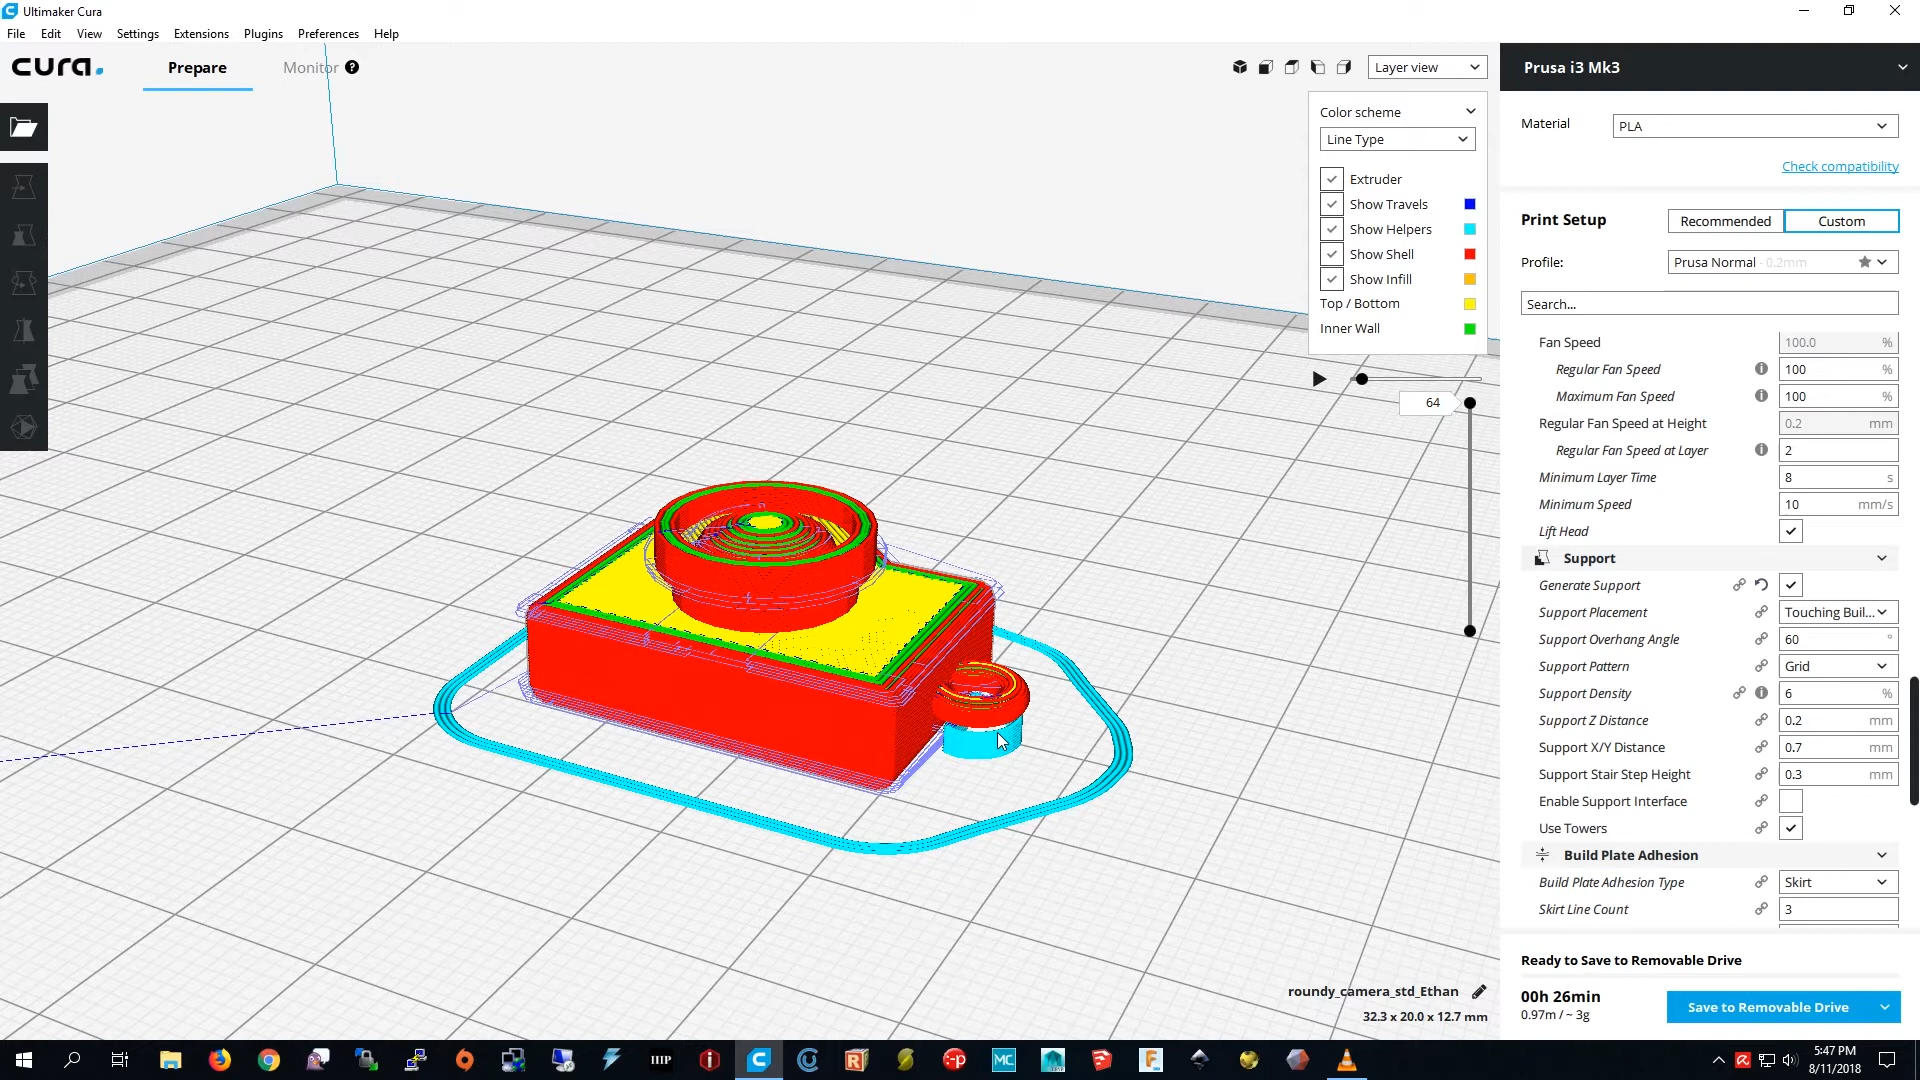 Ultimaker Cura
File Edit View Settings Extensions Plugins Preferences Help
cura.
Prepare
Monitor
Layer view
Color scheme
Line Type
Extruder
Show Travels
Show Helpers
Show Shell
Show Infill
Top / Bottom
Inner Wall
64
roundy_camera_std_Ethan
32.3 x 20.0 x 12.7 mm
Prusa i3 Mk3
Material PLA
Check compatibility
Print Setup Recommended Custom
Profile: Prusa Normal - 0.2mm
Search...
Fan Speed 100.0 %
Regular Fan Speed 100 %
Maximum Fan Speed 100 %
Regular Fan Speed at Height 0.2 mm
Regular Fan Speed at Layer 2
Minimum Layer Time 8 s
Minimum Speed 10 mm/s
Lift Head
Support
Generate Support
Support Placement Touching Buil...
Support Overhang Angle 60 °
Support Pattern Grid
Support Density 6 %
Support Z Distance 0.2 mm
Support X/Y Distance 0.7 mm
Support Stair Step Height 0.3 mm
Enable Support Interface
Use Towers
Build Plate Adhesion
Build Plate Adhesion Type Skirt
Skirt Line Count 3
Ready to Save to Removable Drive
00h 26min
0.97m / ~ 3g
Save to Removable Drive
5:47 PM
8/11/2018